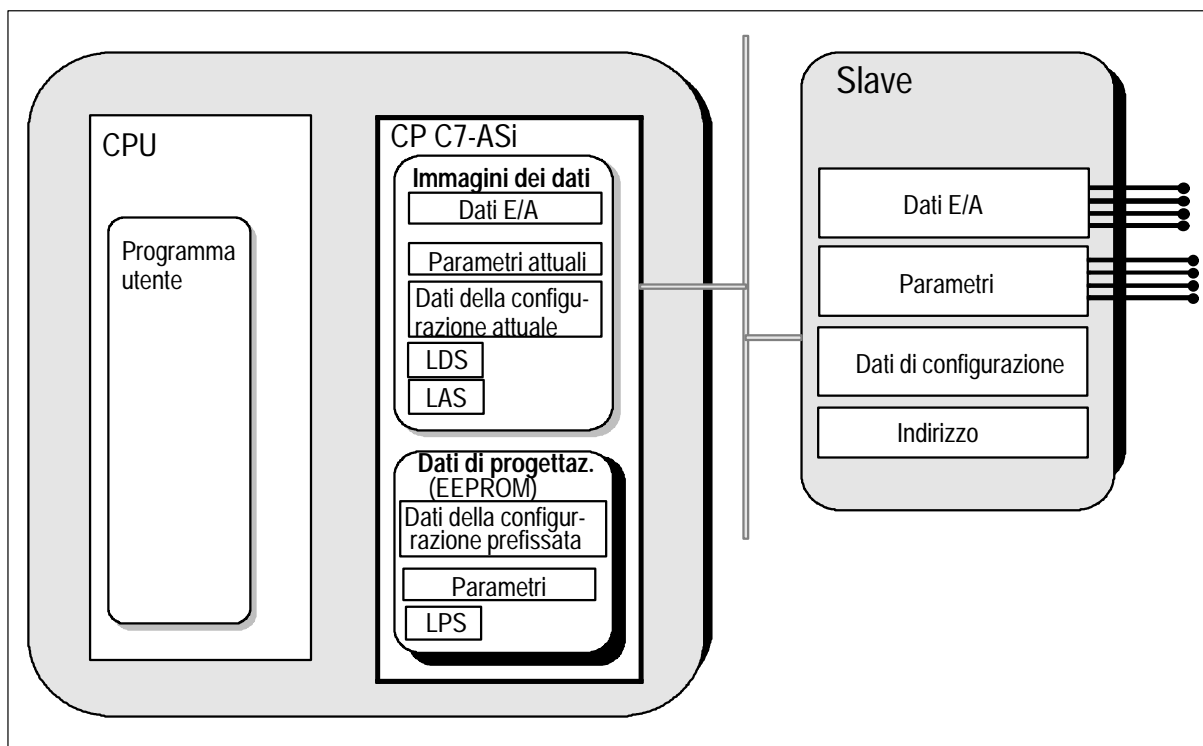 CPU
Programma
utente
CP C7-ASi
Immagini dei dati
Dati E/A
Parametri attuali
Dati della configu-
razione attuale
LDS
LAS
Dati di progettaz.
(EEPROM)
Dati della configur-
razione prefissata
Parametri
LPS
Slave
Dati E/A
Parametri
Dati di configurazione
Indirizzo